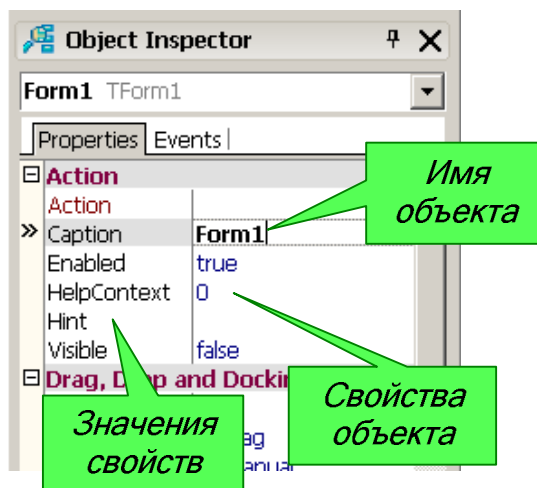 Object Inspector
Form1 TForm1
Properties Events
Action
Action
Имя
объекта
Caption Form1
Enabled true
HelpContext 0
Hint
Visible false
Drag, D
p and Dockin
Значения
свойств
Свойства
объекта